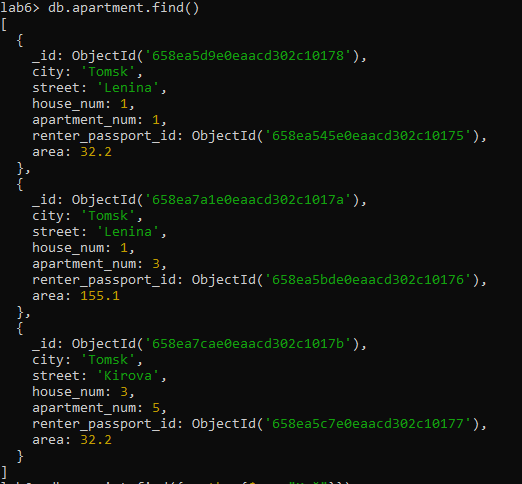 lab6> db.apartment.find()
[
  {
    _id: ObjectId('658ea5d9e0eaacd302c10178'),
    city: 'Tomsk',
    street: 'Lenina',
    house_num: 1,
    apartment_num: 1,
    renter_passport_id: ObjectId('658ea545e0eaacd302c10175'),
    area: 32.2
  },
  {
    _id: ObjectId('658ea7a1e0eaacd302c1017a'),
    city: 'Tomsk',
    street: 'Lenina',
    house_num: 1,
    apartment_num: 3,
    renter_passport_id: ObjectId('658ea5bde0eaacd302c10176'),
    area: 155.1
  },
  {
    _id: ObjectId('658ea7cae0eaacd302c1017b'),
    city: 'Tomsk',
    street: 'Kirova',
    house_num: 3,
    apartment_num: 5,
    renter_passport_id: ObjectId('658ea5c7e0eaacd302c10177'),
    area: 32.2
  }
]